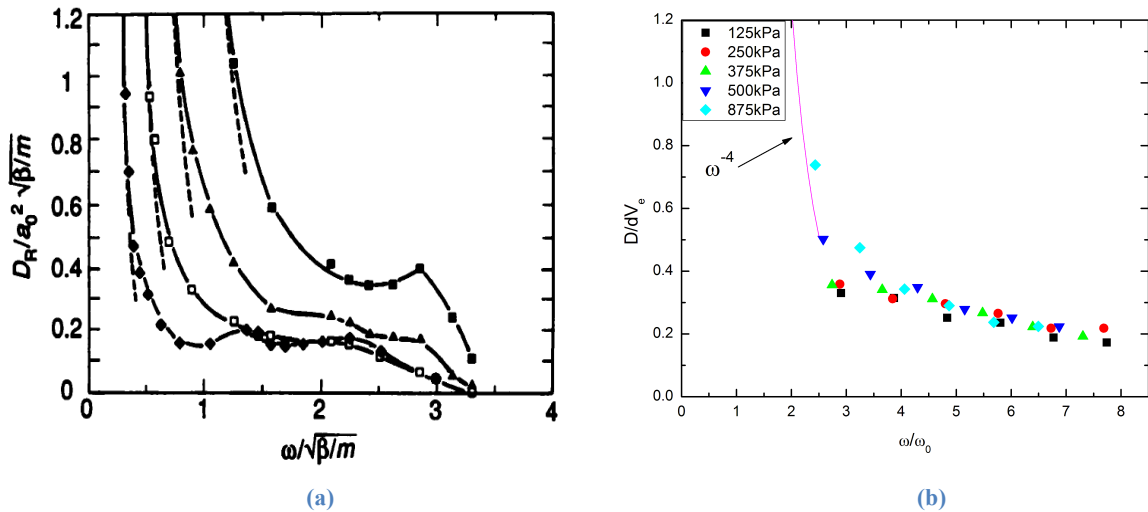 1.2
1
0.8
0.6
0.4
0.2
0
D_R/a_0^2 √β/m
0 1 2 3 4
ω/√β/m
(a)
1.2
1.0
0.8
0.6
0.4
0.2
0.0
D/dV_e
125kPa
250kPa
375kPa
500kPa
875kPa
ω^-4
0 1 2 3 4 5 6 7 8
ω/ω_0
(b)